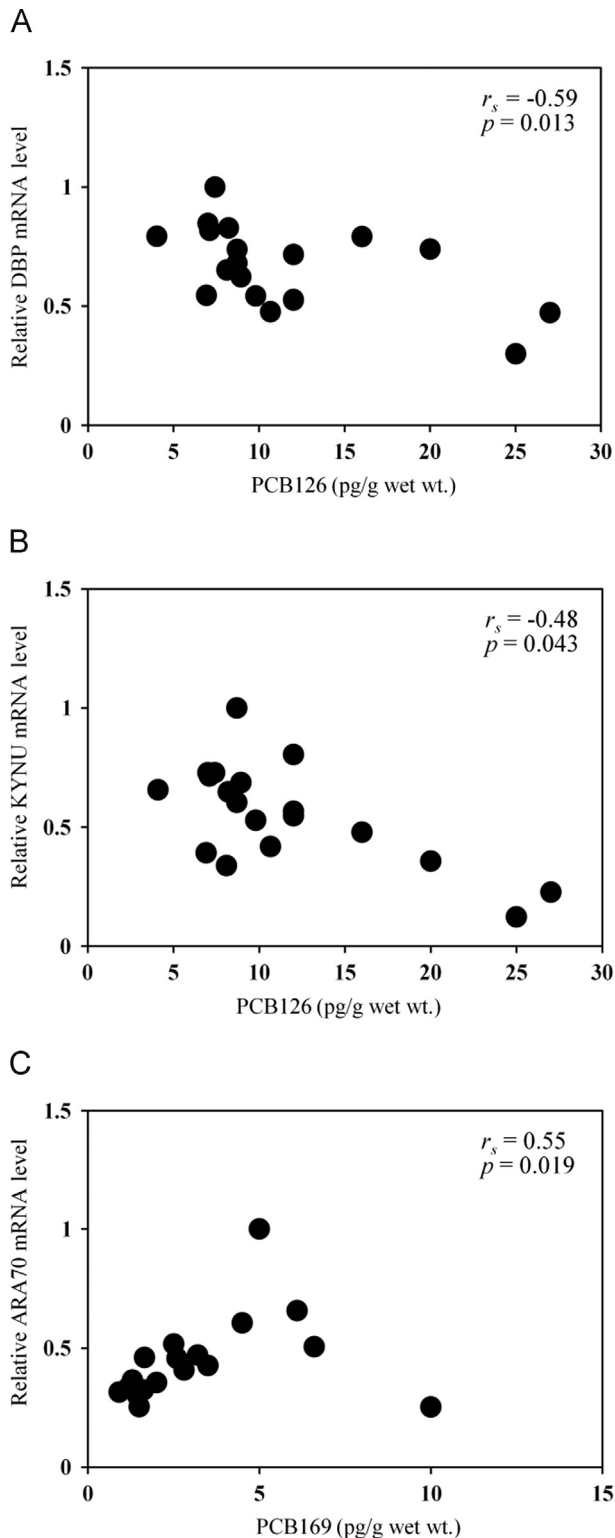 A
1.5
r_s = -0.59
p = 0.013
1
0.5
0
Relative DBP mRNA level
0 5 10 15 20 25 30
PCB126 (pg/g wet wt.)
B
1.5
r_s = -0.48
p = 0.043
1
0.5
0
Relative KYNU mRNA level
0 5 10 15 20 25 30
PCB126 (pg/g wet wt.)
C
1.5
r_s = 0.55
p = 0.019
1
0.5
0
Relative ARA70 mRNA level
0 5 10 15
PCB169 (pg/g wet wt.)